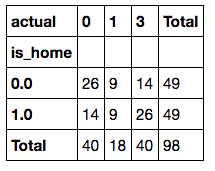 actual 0 1 3 Total
is_home
0.0 26 9 14 49
1.0 14 9 26 49
Total 40 18 40 98